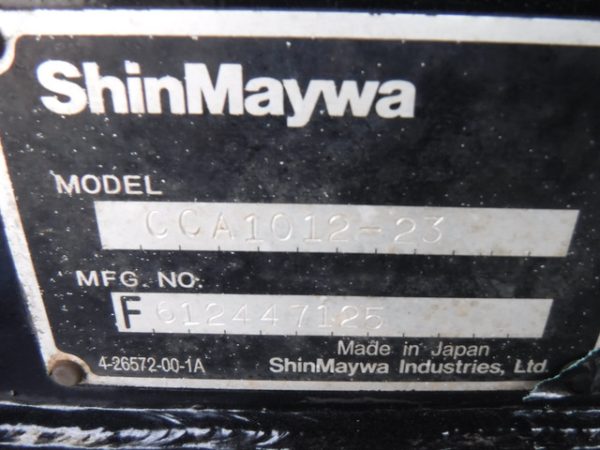 ShinMaywa
MODEL
CCA1012-23
MFG. NO.
F 612447125
Made in Japan
4-26572-00-1A
ShinMaywa Industries, Ltd.